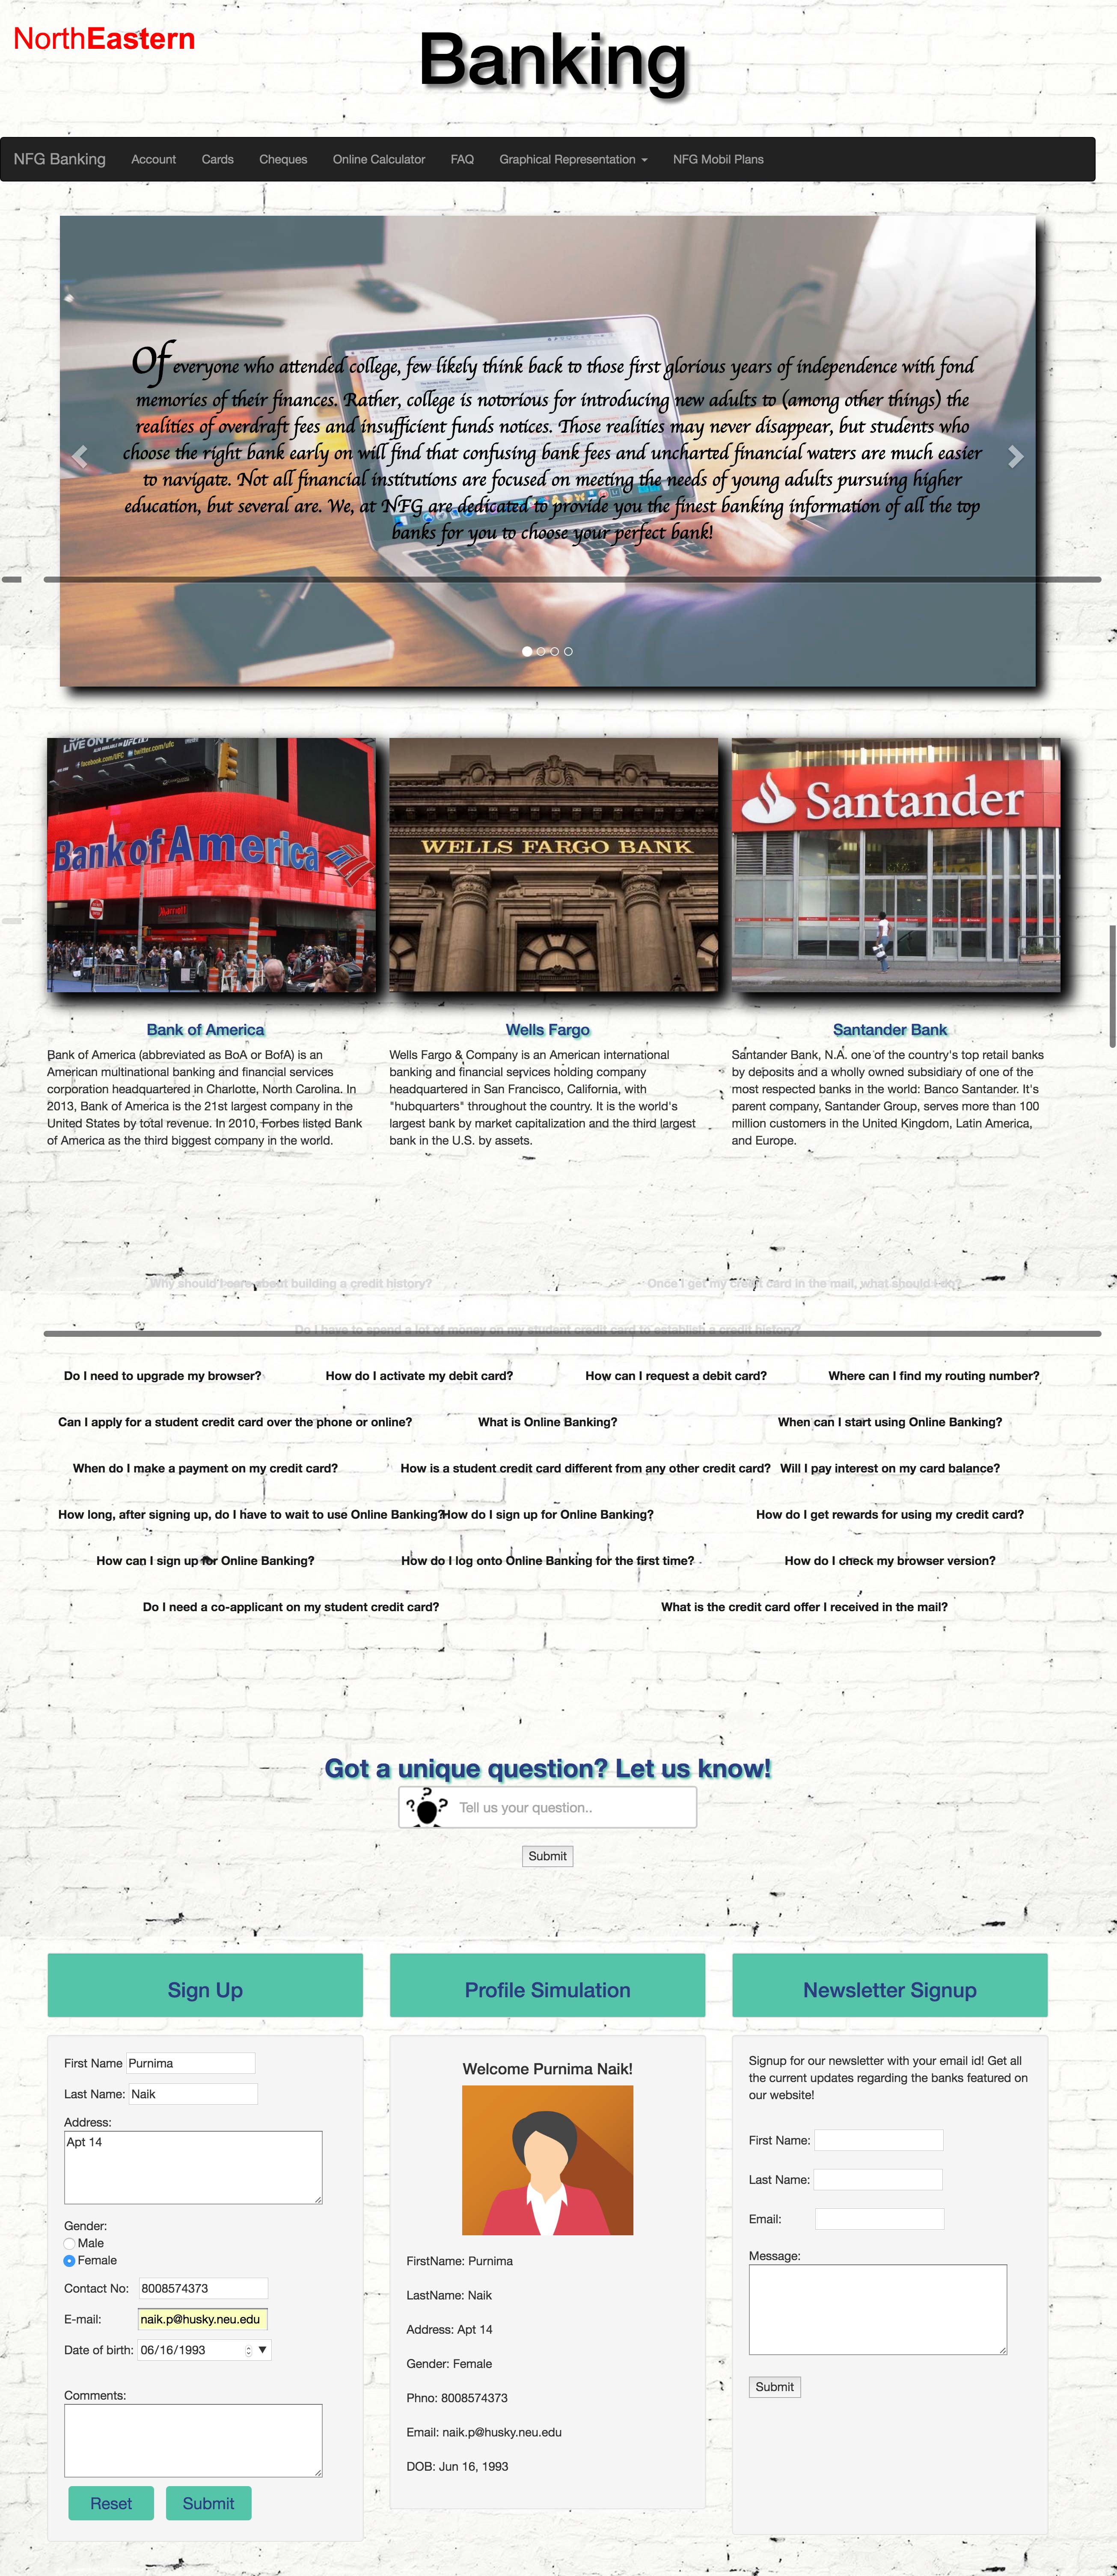 NorthEastern
Banking
NFG Banking Account Cards Cheques Online Calculator FAQ Graphical Representation NFG Mobil Plans
Of everyone who attended college, few likely think back to those first glorious years of independence with fond
memories of their finances. Rather, college is notorious for introducing new adults to (among other things) the
realities of overdraft fees and insufficient funds notices. Those realities may never disappear, but students who
choose the right bank early on will find that confusing bank fees and uncharted financial waters are much easier
to navigate. Not all financial institutions are focused on meeting the needs of young adults pursuing higher
education, but several are. We, at NFG are dedicated to provide you the finest banking information of all the top
banks for you to choose your perfect bank!
LIVE ON
facebook.com/UFC twitter.com/ufc
Bank of America
Marriott
WELLS FARGO BANK
Santander
Bank of America
Bank of America (abbreviated as BoA or BofA) is an
American multinational banking and financial services
corporation headquartered in Charlotte, North Carolina. In
2013, Bank of America is the 21st largest company in the
United States by total revenue. In 2010, Forbes listed Bank
of America as the third biggest company in the world.
Wells Fargo
Wells Fargo & Company is an American international
banking and financial services holding company
headquartered in San Francisco, California, with
"hubquarters" throughout the country. It is the world's
largest bank by market capitalization and the third largest
bank in the U.S. by assets.
Santander Bank
Santander Bank, N.A. one of the country's top retail banks
by deposits and a wholly owned subsidiary of one of the
most respected banks in the world: Banco Santander. It's
parent company, Santander Group, serves more than 100
million customers in the United Kingdom, Latin America,
and Europe.
Why should I care about building a credit history? Once I get my credit card in the mail, what should I do?
Do I have to spend a lot of money on my student credit card to establish a credit history?
Do I need to upgrade my browser? How do I activate my debit card? How can I request a debit card? Where can I find my routing number?
Can I apply for a student credit card over the phone or online? What is Online Banking? When can I start using Online Banking?
When do I make a payment on my credit card? How is a student credit card different from any other credit card? Will I pay interest on my card balance?
How long, after signing up, do I have to wait to use Online Banking? How do I sign up for Online Banking? How do I get rewards for using my credit card?
How can I sign up for Online Banking? How do I log onto Online Banking for the first time? How do I check my browser version?
Do I need a co-applicant on my student credit card? What is the credit card offer I received in the mail?
Got a unique question? Let us know!
Tell us your question..
Submit
Sign Up
First Name Purnima
Last Name: Naik
Address:
Apt 14
Gender:
Male
Female
Contact No: 8008574373
E-mail: naik.p@husky.neu.edu
Date of birth: 06/16/1993
Comments:
Reset Submit
Profile Simulation
Welcome Purnima Naik!
FirstName: Purnima
LastName: Naik
Address: Apt 14
Gender: Female
Phno: 8008574373
Email: naik.p@husky.neu.edu
DOB: Jun 16, 1993
Newsletter Signup
Signup for our newsletter with your email id! Get all
the current updates regarding the banks featured on
our website!
First Name:
Last Name:
Email:
Message:
Submit